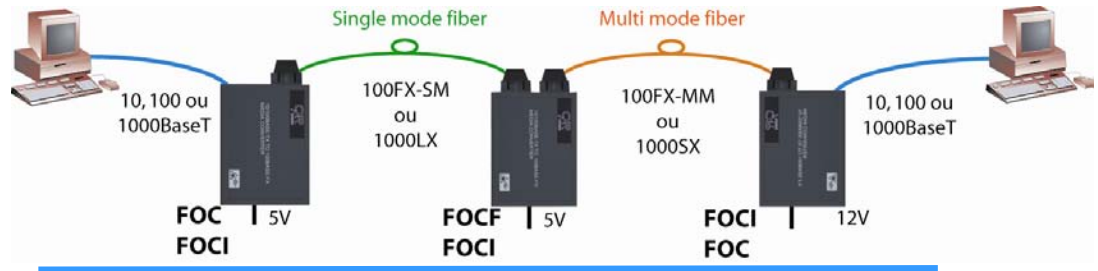 Single mode fiber
Multi mode fiber
10, 100 ou
1000BaseT
100FX-SM
ou
1000LX
100FX-MM
ou
1000SX
10, 100 ou
1000BaseT
FOC
FOCI
5V
FOCF
FOCI
5V
FOCI
FOC
12V